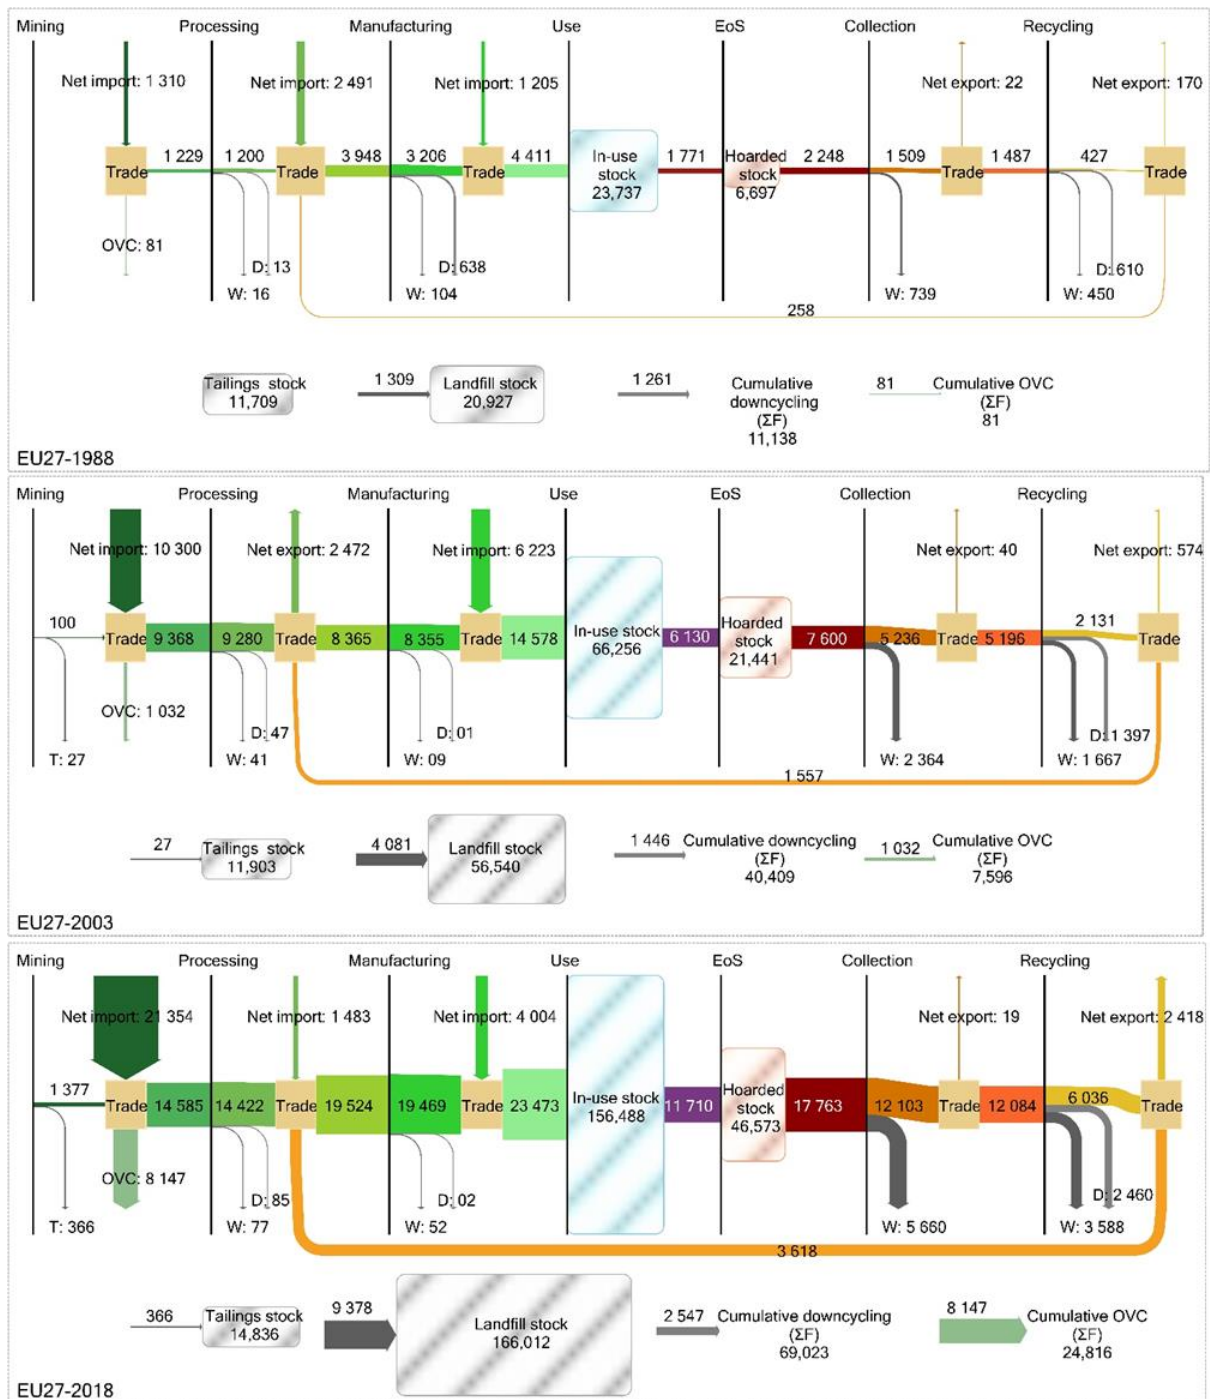 Mining Processing Manufacturing Use EoS Collection Recycling
Net import: 1 310 Net import: 2 491 Net import: 1 205 Net export: 22 Net export: 170
Trade 1 229 1 200 Trade 3 948 3 206 Trade 4 411 In-use stock 23,737 1 771 Hoarded stock 6,697 2 248 1 509 Trade 1 487 427 Trade
OVC: 81
D: 13 D: 638 D: 610
W: 16 W: 104 W: 739 W: 450
258
Tailings stock 11,709
1 309
Landfill stock 20,927
1 261
Cumulative downcycling (ΣF) 11,138
81
Cumulative OVC (ΣF) 81
EU27-1988
Mining Processing Manufacturing Use EoS Collection Recycling
Net import: 10 300 Net export: 2 472 Net import: 6 223 Net export: 40 Net export: 574
100 Trade 9 368 9 280 Trade 8 365 8 355 Trade 14 578 In-use stock 66,256 6 130 Hoarded stock 21,441 7 600 5 236 Trade 5 196 2 131 Trade
OVC: 1 032
D: 47 D: 01 D: 1 397
T: 27 W: 41 W: 09 W: 2 364 W: 1 667
1 557
27
Tailings stock 11,903
4 081
Landfill stock 56,540
1 446
Cumulative downcycling (ΣF) 40,409
1 032
Cumulative OVC (ΣF) 7,596
EU27-2003
Mining Processing Manufacturing Use EoS Collection Recycling
Net import: 21 354 Net import: 1 483 Net import: 4 004 Net export: 19 Net export: 2 418
1 377 Trade 14 585 14 422 Trade 19 524 19 469 Trade 23 473 In-use stock 156,488 11 710 Hoarded stock 46,573 17 763 12 103 Trade 12 084 6 036 Trade
OVC: 8 147
D: 85 D: 02 D: 2 460
T: 366 W: 77 W: 52 W: 5 660 W: 3 588
3 618
366
Tailings stock 14,836
9 378
Landfill stock 166,012
2 547
Cumulative downcycling (ΣF) 69,023
8 147
Cumulative OVC (ΣF) 24,816
EU27-2018